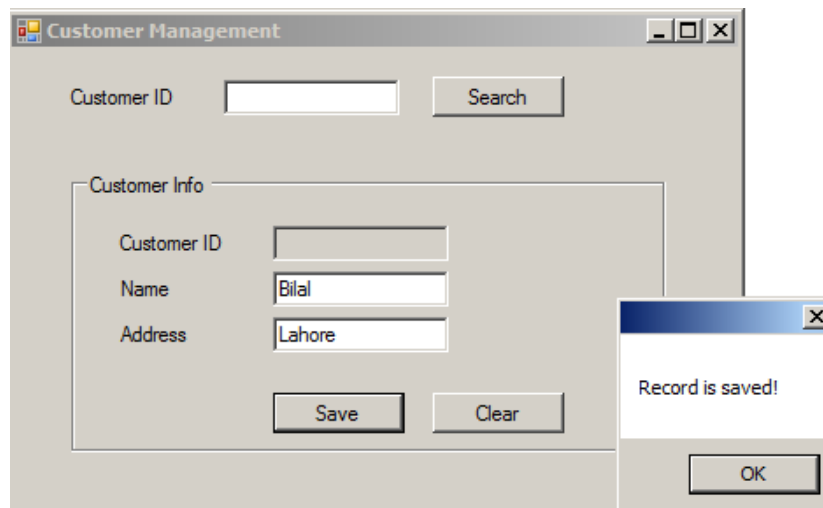 Customer Management
Customer ID
Search
Customer Info
Customer ID
Name Bilal
Address Lahore
Save Clear
Record is saved!
OK